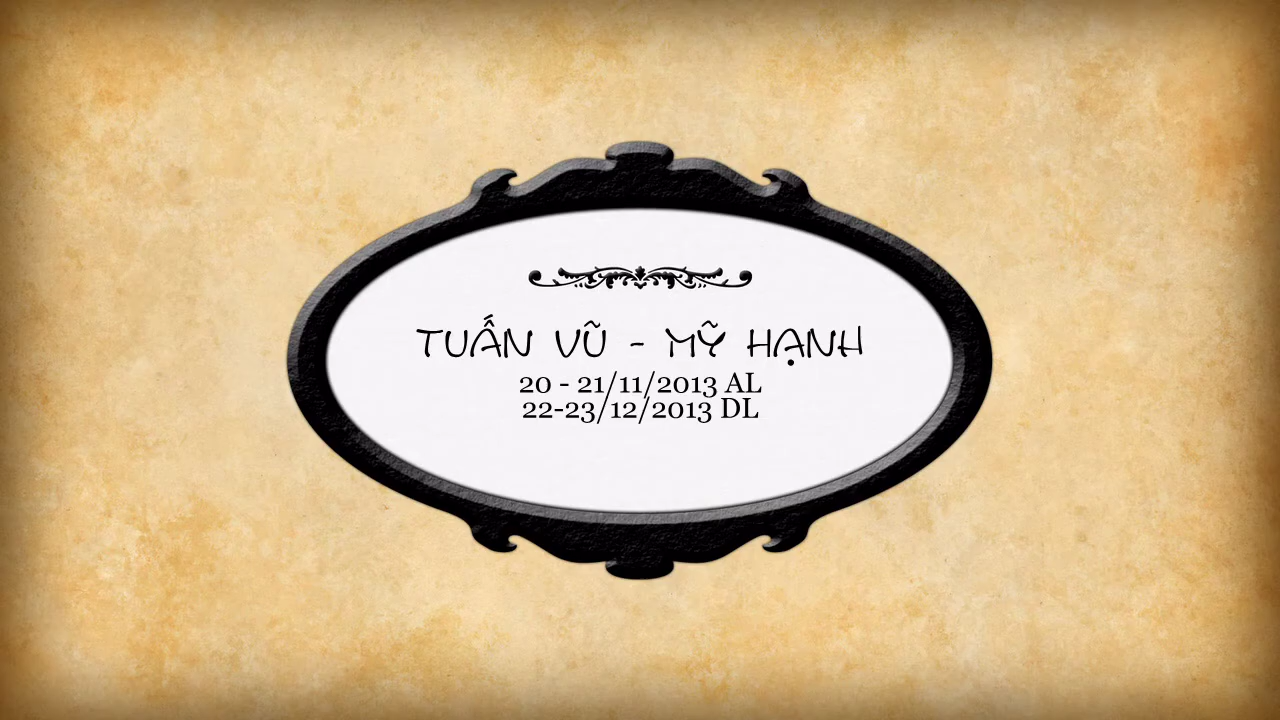 TUẤN VŨ - MỸ HẠNH
20 - 21/11/2013 AL
22-23/12/2013 DL